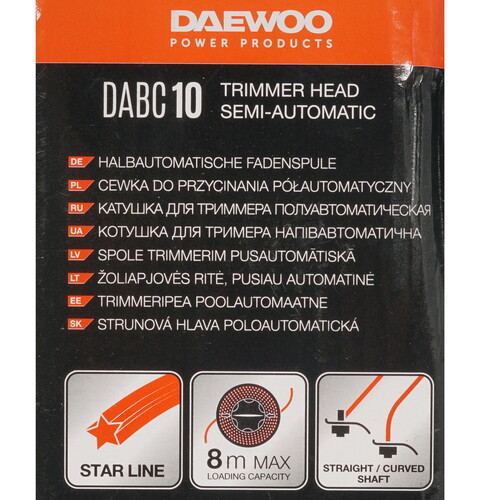 DAEWOO
POWER PRODUCTS
DABC 10 TRIMMER HEAD
SEMI-AUTOMATIC
DE HALBAUTOMATISCHE FADENSPULE
PL CEWKA DO PRZYCINANIA PÓŁAUTOMATYCZNY
RU КАТУШКА ДЛЯ ТРИММЕРА ПОЛУАВТОМАТИЧЕСКАЯ
UA КОТУШКА ДЛЯ ТРИМЕРА НАПІВАВТОМАТИЧНА
LV SPOLE TRIMMERIM PUSAUTOMĀTISKĀ
LT ŽOLIAPJOVĖS RITĖ, PUSIAU AUTOMATINĖ
EE TRIMMERIPEA POOLAUTOMAATNE
SK STRUNOVÁ HLAVA POLOAUTOMATICKÁ
STAR LINE
8 m MAX
LOADING CAPACITY
STRAIGHT / CURVED
SHAFT